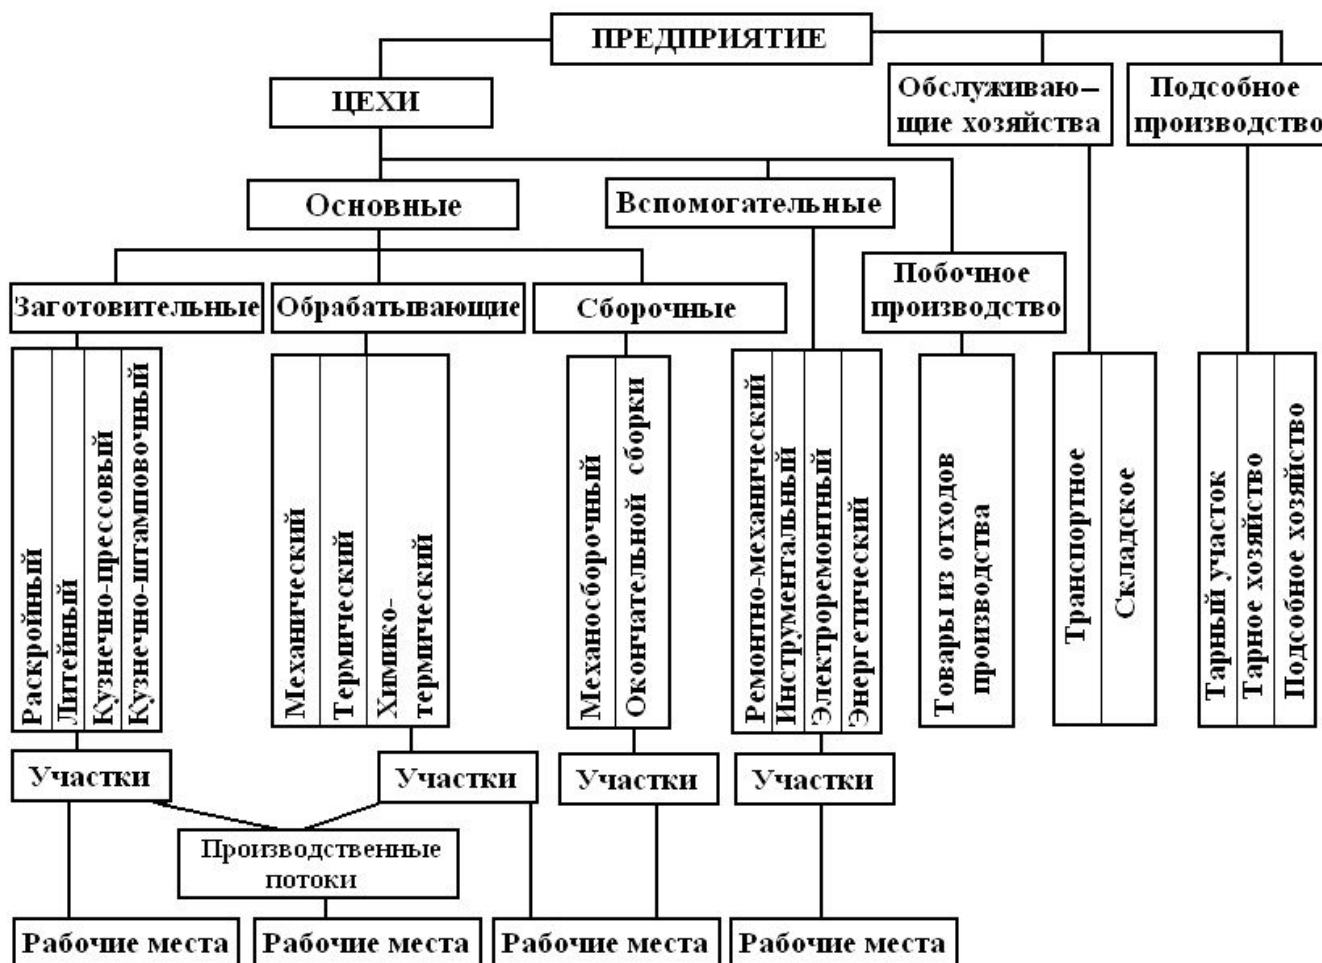 ПРЕДПРИЯТИЕ
ЦЕХИ
Обслуживаю–
щие хозяйства
Подсобное
производство
Основные
Вспомогательные
Побочное
производство
Заготовительные
Обрабатывающие
Сборочные
Раскройный
Литейный
Кузнечно-прессовый
Кузнечно-штамповочный
Механический
Термический
Химико-
термический
Механосборочный
Окончательной сборки
Ремонтно-механический
Инструментальный
Электроремонтный
Энергетический
Товары из отходов
производства
Транспортное
Складское
Тарный участок
Тарное хозяйство
Подсобное хозяйство
Участки
Участки
Участки
Участки
Производственные
потоки
Рабочие места
Рабочие места
Рабочие места
Рабочие места